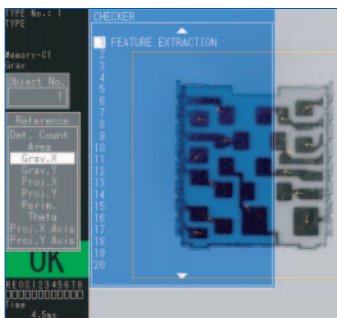 TYPE No.: 1
TYPE
Memory-C1
Gray
Object No.
1
Reference
Det. Count
Area
Grav.X
Grav.Y
Proj.X
Proj.Y
Perim.
Theta
Proj.X Axis
Proj.Y Axis
OK
REOS12345678
Time
4.5ms
CHECKER
1 FEATURE EXTRACTION
2
3
4
5
6
7
8
9
10
11
12
13
14
15
16
17
18
19
20